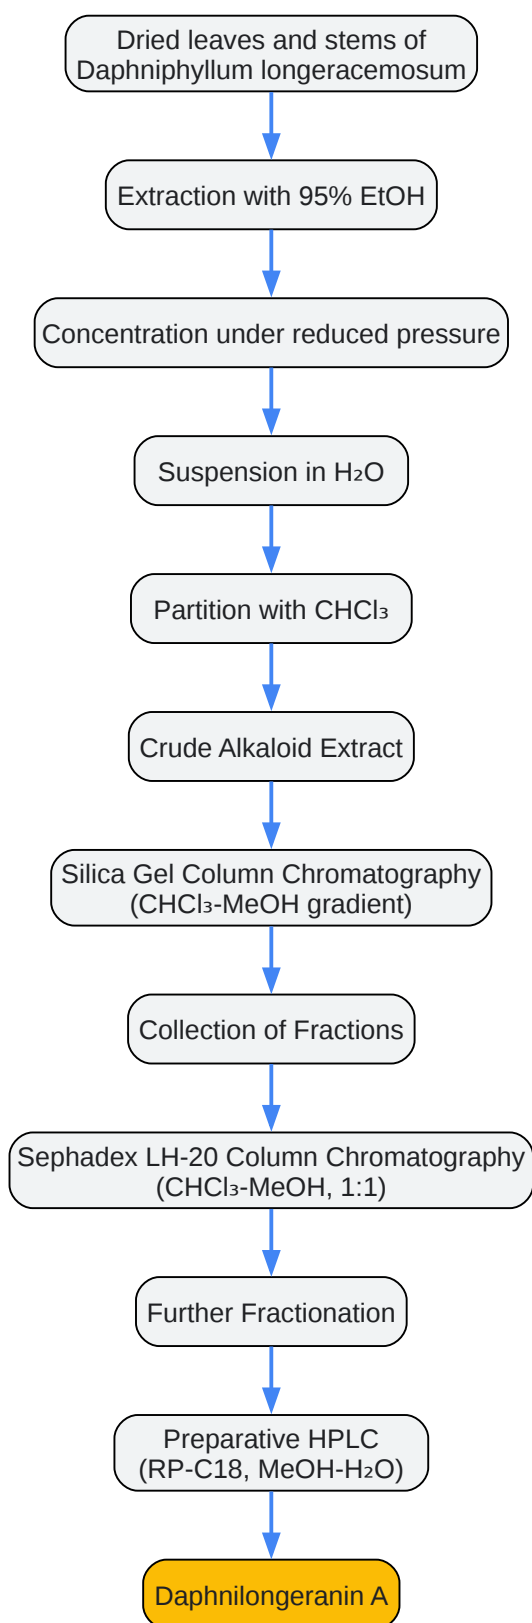 Dried leaves and stems of
Daphniphyllum longeracemosum
Extraction with 95% EtOH
Concentration under reduced pressure
Suspension in H₂O
Partition with CHCl₃
Crude Alkaloid Extract
Silica Gel Column Chromatography
(CHCl₃-MeOH gradient)
Collection of Fractions
Sephadex LH-20 Column Chromatography
(CHCl₃-MeOH, 1:1)
Further Fractionation
Preparative HPLC
(RP-C18, MeOH-H₂O)
Daphnilongeranin A